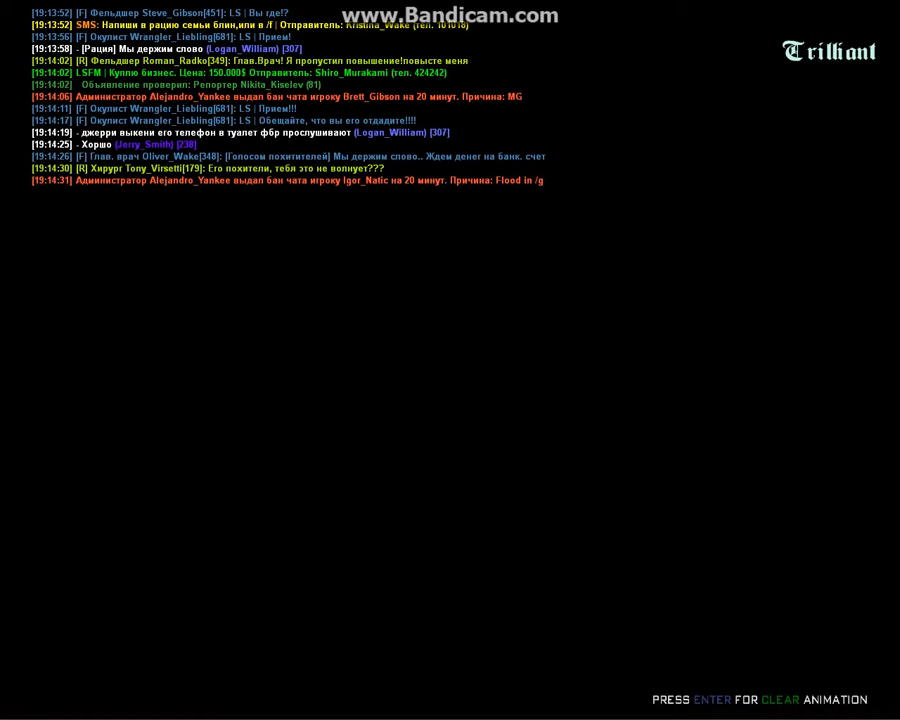 www.Bandicam.com
Trilliant
[19:13:52] [F] Фельдшер Steve_Gibson[451]: LS | Вы где!?
[19:13:52] SMS: Напиши в рацию семьи блин,или в /f | Отправитель: Kristina_Wake (тел. 101018)
[19:13:56] [F] Окулист Wrangler_Liebling[681]: LS | Прием!
[19:13:58] - [Рация] Мы держим слово (Logan_William) [307]
[19:14:02] [R] Фельдшер Roman_Radko[349]: Глав.Врач! Я пропустил повышение!повысте меня
[19:14:02] LSFM | Куплю бизнес. Цена: 150.000$ Отправитель: Shiro_Murakami (тел. 424242)
[19:14:02] Объявление проверил: Репортер Nikita_Kiselev (81)
[19:14:06] Администратор Alejandro_Yankee выдал бан чата игроку Brett_Gibson на 20 минут. Причина: MG
[19:14:11] [F] Окулист Wrangler_Liebling[681]: LS | Прием!!!
[19:14:17] [F] Окулист Wrangler_Liebling[681]: LS | Обещайте, что вы его отдадите!!!!
[19:14:19] - джерри выкени его телефон в туалет фбр прослушивают (Logan_William) [307]
[19:14:25] - Хоршо (Jerry_Smith) [238]
[19:14:26] [F] Глав. врач Oliver_Wake[348]: [Голосом похитителей] Мы держим слово.. Ждем денег на банк. счет
[19:14:30] [R] Хирург Tony_Virsetti[179]: Его похители, тебя это не волнует???
[19:14:31] Администратор Alejandro_Yankee выдал бан чата игроку Igor_Natic на 20 минут. Причина: Flood in /g
PRESS ENTER FOR CLEAR ANIMATION